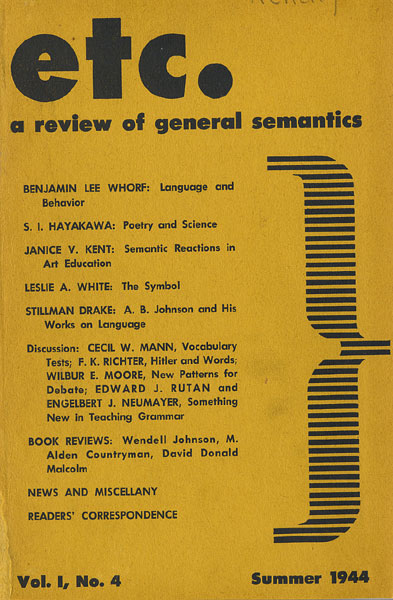 etc.
a review of general semantics
BENJAMIN LEE WHORF: Language and
Behavior
S. I. HAYAKAWA: Poetry and Science
JANICE V. KENT: Semantic Reactions in
Art Education
LESLIE A. WHITE: The Symbol
STILLMAN DRAKE: A. B. Johnson and His
Works on Language
Discussion: CECIL W. MANN, Vocabulary
Tests; F. K. RICHTER, Hitler and Words;
WILBUR E. MOORE, New Patterns for
Debate; EDWARD J. RUTAN and
ENGELBERT J. NEUMAYER, Something
New in Teaching Grammar
BOOK REVIEWS: Wendell Johnson, M.
Alden Countryman, David Donald
Malcolm
NEWS AND MISCELLANY
READERS' CORRESPONDENCE
Vol. I, No. 4
Summer 1944